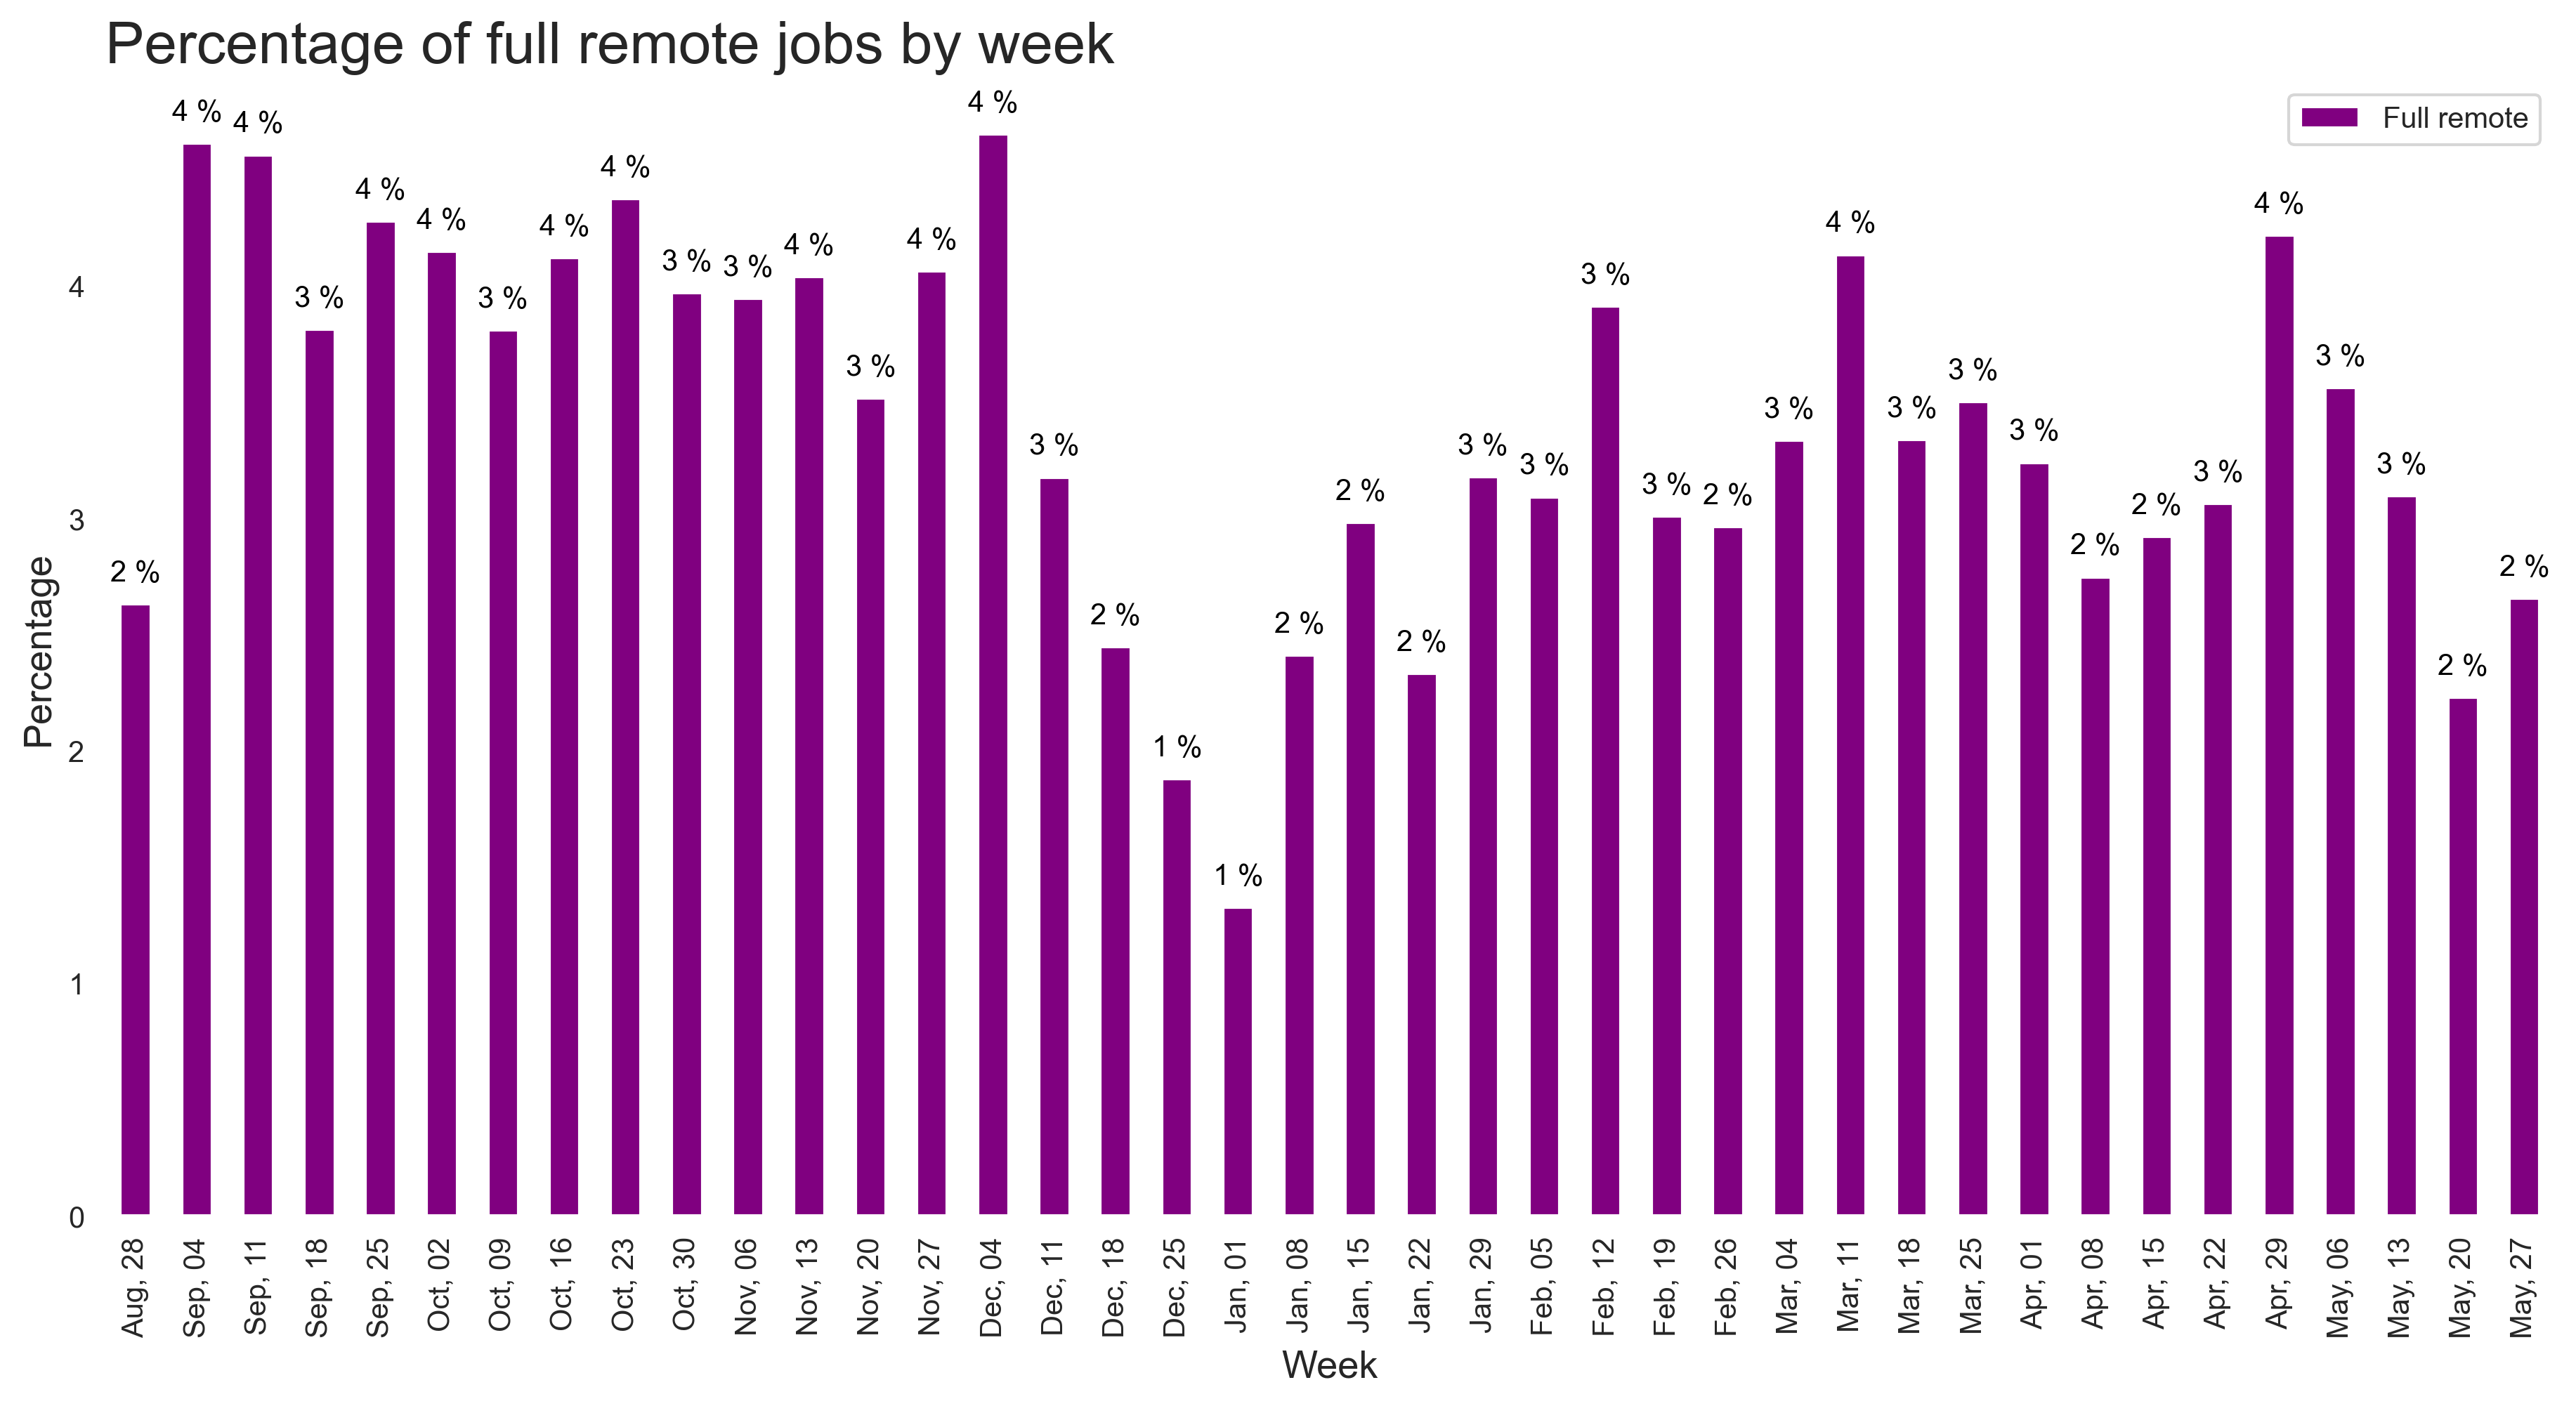 Percentage of full remote jobs by week
Full remote
Percentage
4
3
2
1
0
2 %
4 %
4 %
3 %
4 %
4 %
3 %
4 %
4 %
3 %
3 %
4 %
3 %
4 %
4 %
3 %
2 %
1 %
1 %
2 %
2 %
2 %
3 %
3 %
3 %
3 %
2 %
3 %
4 %
3 %
3 %
3 %
2 %
2 %
3 %
4 %
3 %
3 %
2 %
2 %
Aug, 28
Sep, 04
Sep, 11
Sep, 18
Sep, 25
Oct, 02
Oct, 09
Oct, 16
Oct, 23
Oct, 30
Nov, 06
Nov, 13
Nov, 20
Nov, 27
Dec, 04
Dec, 11
Dec, 18
Dec, 25
Jan, 01
Jan, 08
Jan, 15
Jan, 22
Jan, 29
Feb, 05
Feb, 12
Feb, 19
Feb, 26
Mar, 04
Mar, 11
Mar, 18
Mar, 25
Apr, 01
Apr, 08
Apr, 15
Apr, 22
Apr, 29
May, 06
May, 13
May, 20
May, 27
Week